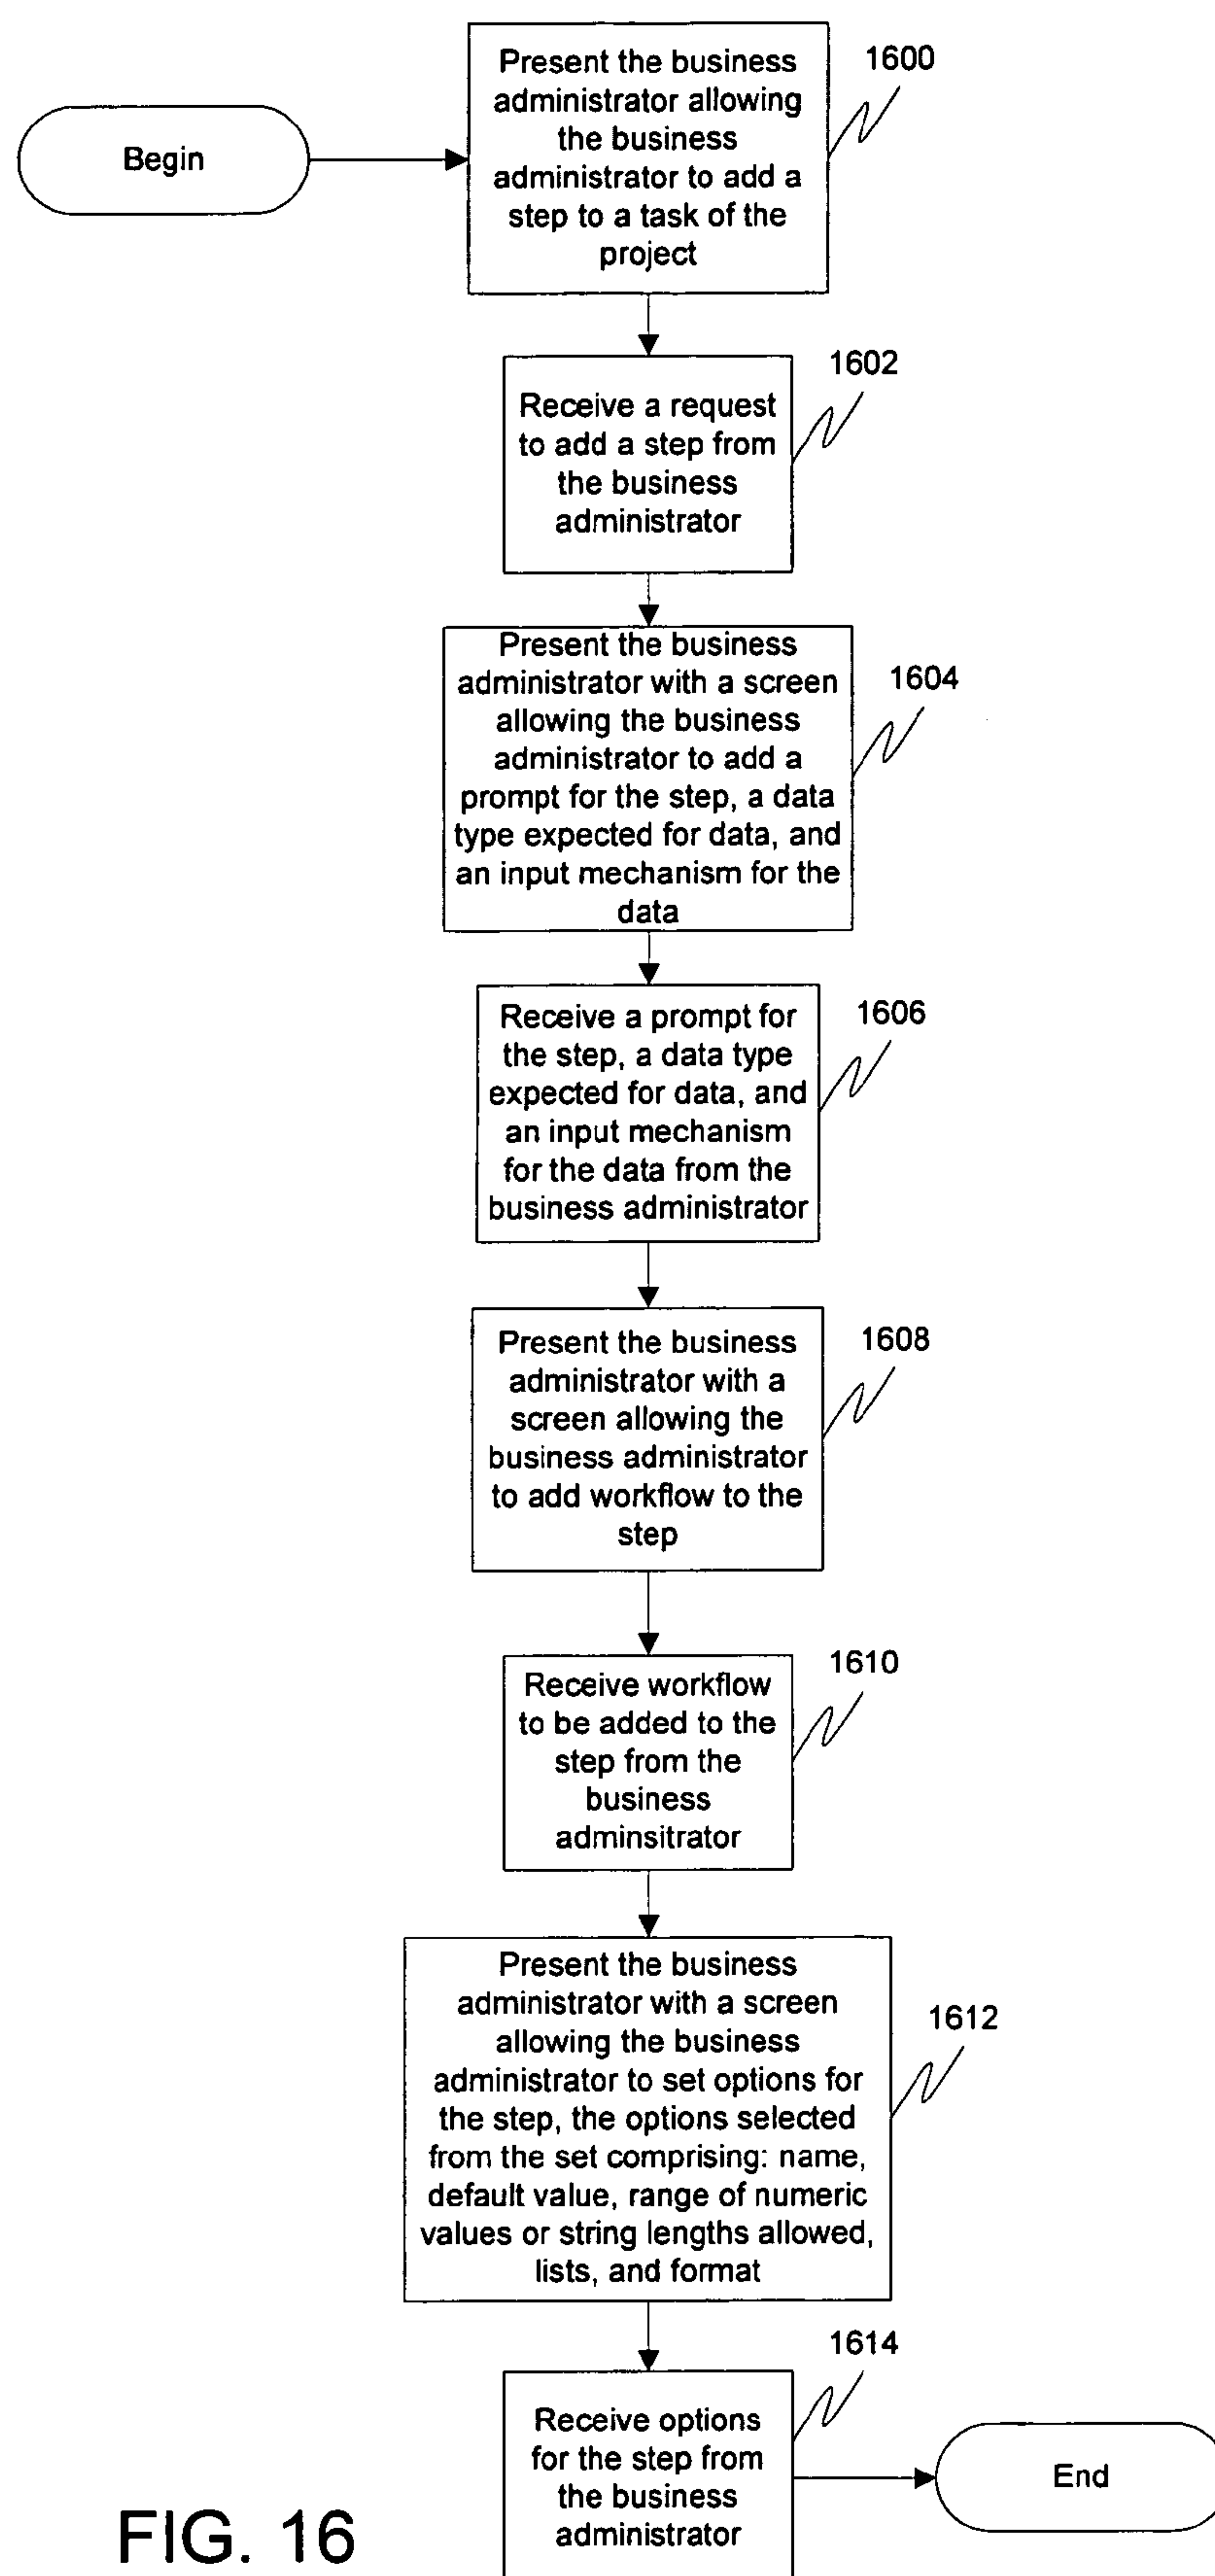 Begin
Present the business
administrator allowing
the business
administrator to add a
step to a task of the
project
1600
Receive a request
to add a step from
the business
administrator
1602
Present the business
administrator with a screen
allowing the business
administrator to add a
prompt for the step, a data
type expected for data, and
an input mechanism for the
data
1604
Receive a prompt for
the step, a data type
expected for data, and
an input mechanism
for the data from the
business administrator
1606
Present the business
administrator with a
screen allowing the
business administrator
to add workflow to the
step
1608
Receive workflow
to be added to the
step from the
business
adminsitrator
1610
Present the business
administrator with a screen
allowing the business
administrator to set options for
the step, the options selected
from the set comprising: name,
default value, range of numeric
values or string lengths allowed,
lists, and format
1612
Receive options
for the step from
the business
administrator
1614
End
FIG. 16